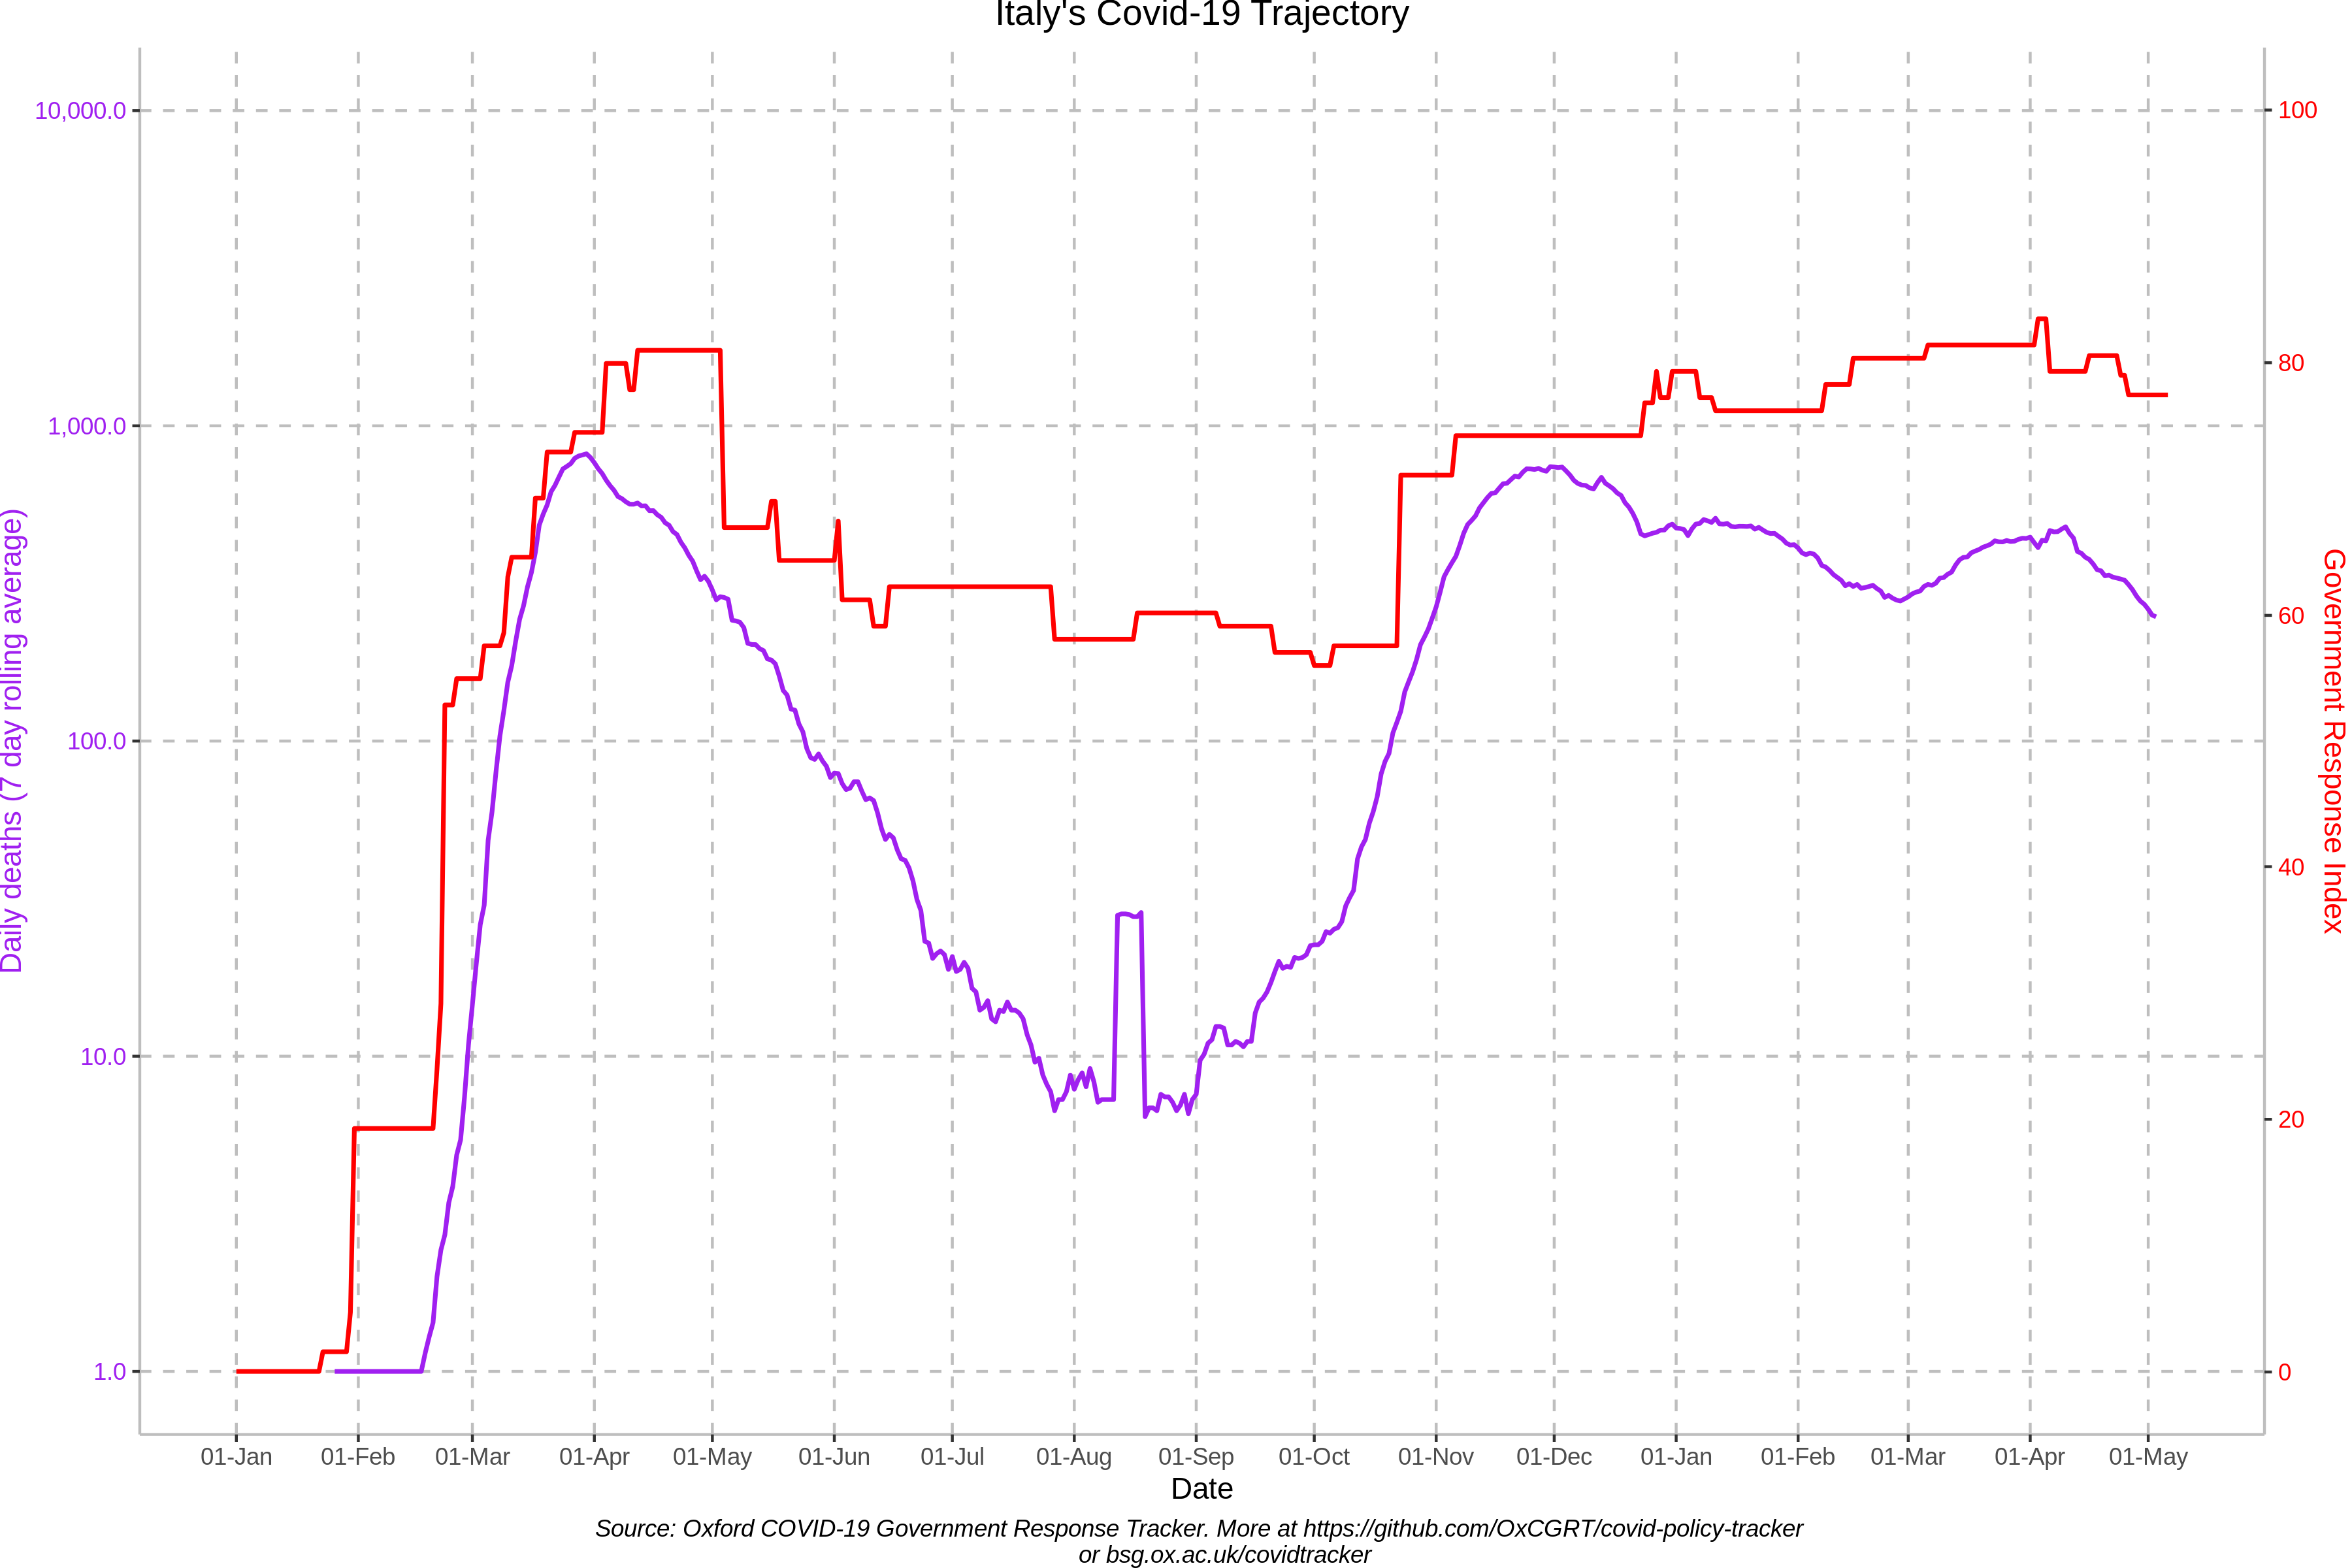 Italy's Covid-19 Trajectory
Daily deaths (7 day rolling average)
10,000.0
1,000.0
100.0
10.0
1.0
100
80
60
40
20
0
Government Response Index
01-Jan 01-Feb 01-Mar 01-Apr 01-May 01-Jun 01-Jul 01-Aug 01-Sep 01-Oct 01-Nov 01-Dec 01-Jan 01-Feb 01-Mar 01-Apr 01-May
Date
Source: Oxford COVID-19 Government Response Tracker. More at https://github.com/OxCGRT/covid-policy-tracker
or bsg.ox.ac.uk/covidtracker